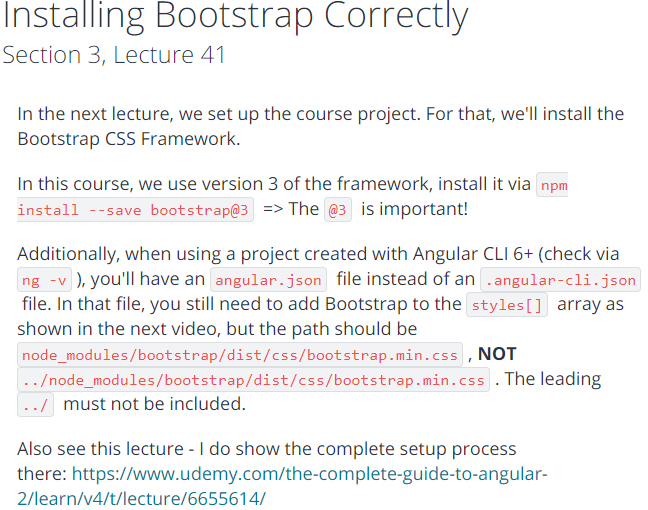 Installing Bootstrap Correctly
Section 3, Lecture 41
In the next lecture, we set up the course project. For that, we'll install the
Bootstrap CSS Framework.
In this course, we use version 3 of the framework, install it via npm
install --save bootstrap@3 => The @3 is important!
Additionally, when using a project created with Angular CLI 6+ (check via
ng -v ), you'll have an angular.json file instead of an .angular-cli.json
file. In that file, you still need to add Bootstrap to the styles[] array as
shown in the next video, but the path should be
node_modules/bootstrap/dist/css/bootstrap.min.css , NOT
../node_modules/bootstrap/dist/css/bootstrap.min.css . The leading
../ must not be included.
Also see this lecture - I do show the complete setup process
there: https://www.udemy.com/the-complete-guide-to-angular-
2/learn/v4/t/lecture/6655614/